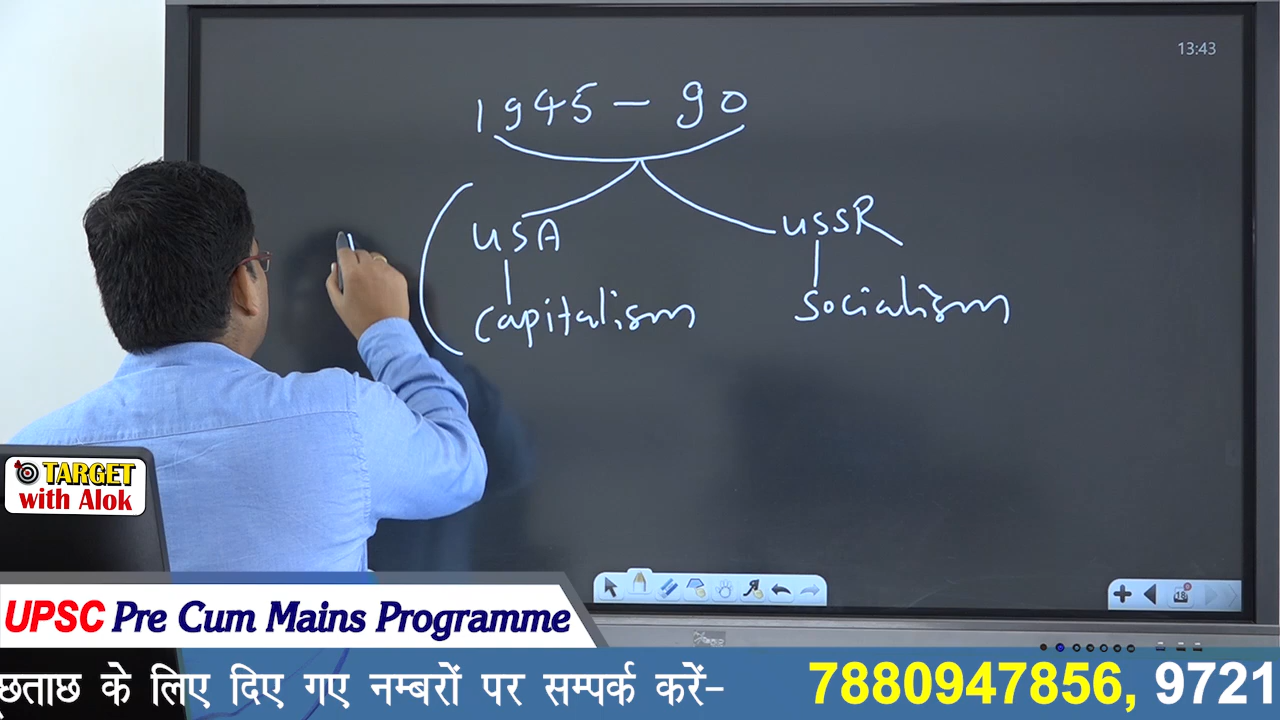 13:43
1945 - 90
USA USSR
capitalism socialism
TARGET
with Alok
18
UPSC Pre Cum Mains Programme
के लिए दिए गए नम्बरों पर सम्पर्क करें- 7880947856, 9721